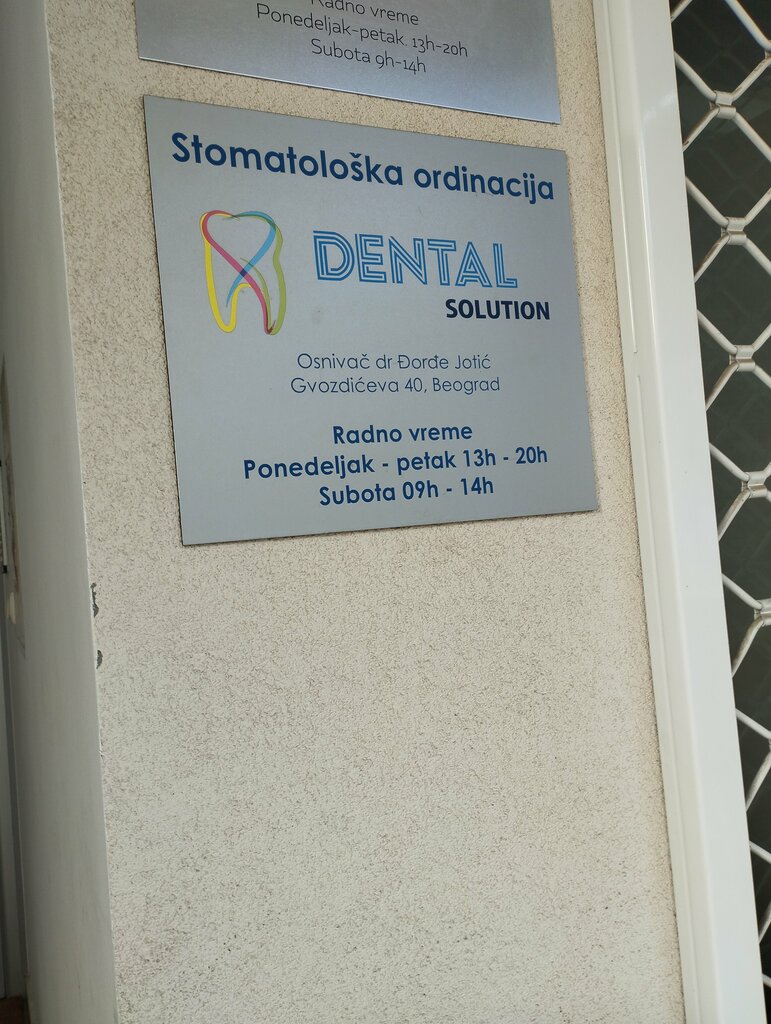 Radno vreme
Ponedeljak-petak. 13h-20h
Subota 9h-14h
Stomatološka ordinacija
DENTAL
SOLUTION
Osnivač dr Đorđe Jotić
Gvozdićeva 40, Beograd
Radno vreme
Ponedeljak - petak 13h - 20h
Subota 09h - 14h